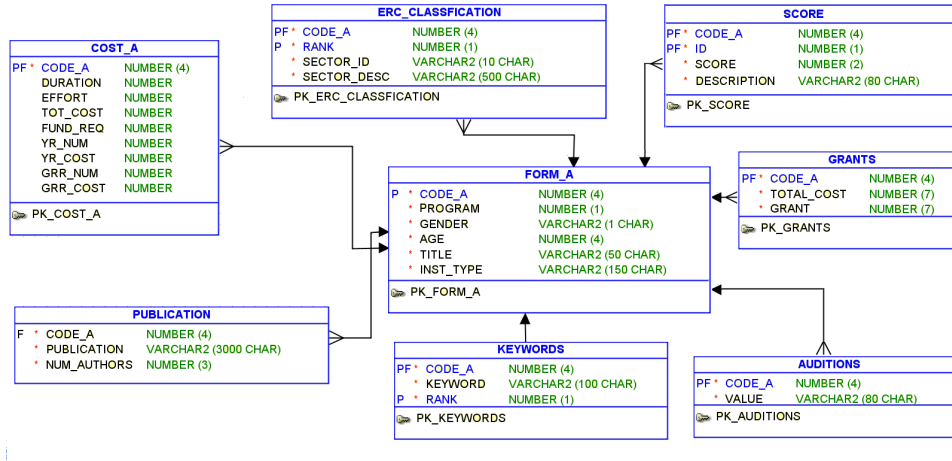 ERC_CLASSFICATION
PF * CODE_A NUMBER (4)
P * RANK NUMBER (1)
* SECTOR_ID VARCHAR2 (10 CHAR)
* SECTOR_DESC VARCHAR2 (500 CHAR)
PK_ERC_CLASSFICATION
SCORE
PF * CODE_A NUMBER (4)
PF * ID NUMBER (1)
* SCORE NUMBER (2)
* DESCRIPTION VARCHAR2 (80 CHAR)
PK_SCORE
COST_A
PF * CODE_A NUMBER (4)
DURATION NUMBER
EFFORT NUMBER
TOT_COST NUMBER
FUND_REQ NUMBER
YR_NUM NUMBER
YR_COST NUMBER
GRR_NUM NUMBER
GRR_COST NUMBER
PK_COST_A
FORM_A
P * CODE_A NUMBER (4)
* PROGRAM NUMBER (1)
* GENDER VARCHAR2 (1 CHAR)
* AGE NUMBER (4)
* TITLE VARCHAR2 (50 CHAR)
* INST_TYPE VARCHAR2 (150 CHAR)
PK_FORM_A
GRANTS
PF * CODE_A NUMBER (4)
* TOTAL_COST NUMBER (7)
* GRANT NUMBER (7)
PK_GRANTS
PUBLICATION
F * CODE_A NUMBER (4)
* PUBLICATION VARCHAR2 (3000 CHAR)
* NUM_AUTHORS NUMBER (3)
KEYWORDS
PF * CODE_A NUMBER (4)
* KEYWORD VARCHAR2 (100 CHAR)
P * RANK NUMBER (1)
PK_KEYWORDS
AUDITIONS
PF * CODE_A NUMBER (4)
* VALUE VARCHAR2 (80 CHAR)
PK_AUDITIONS